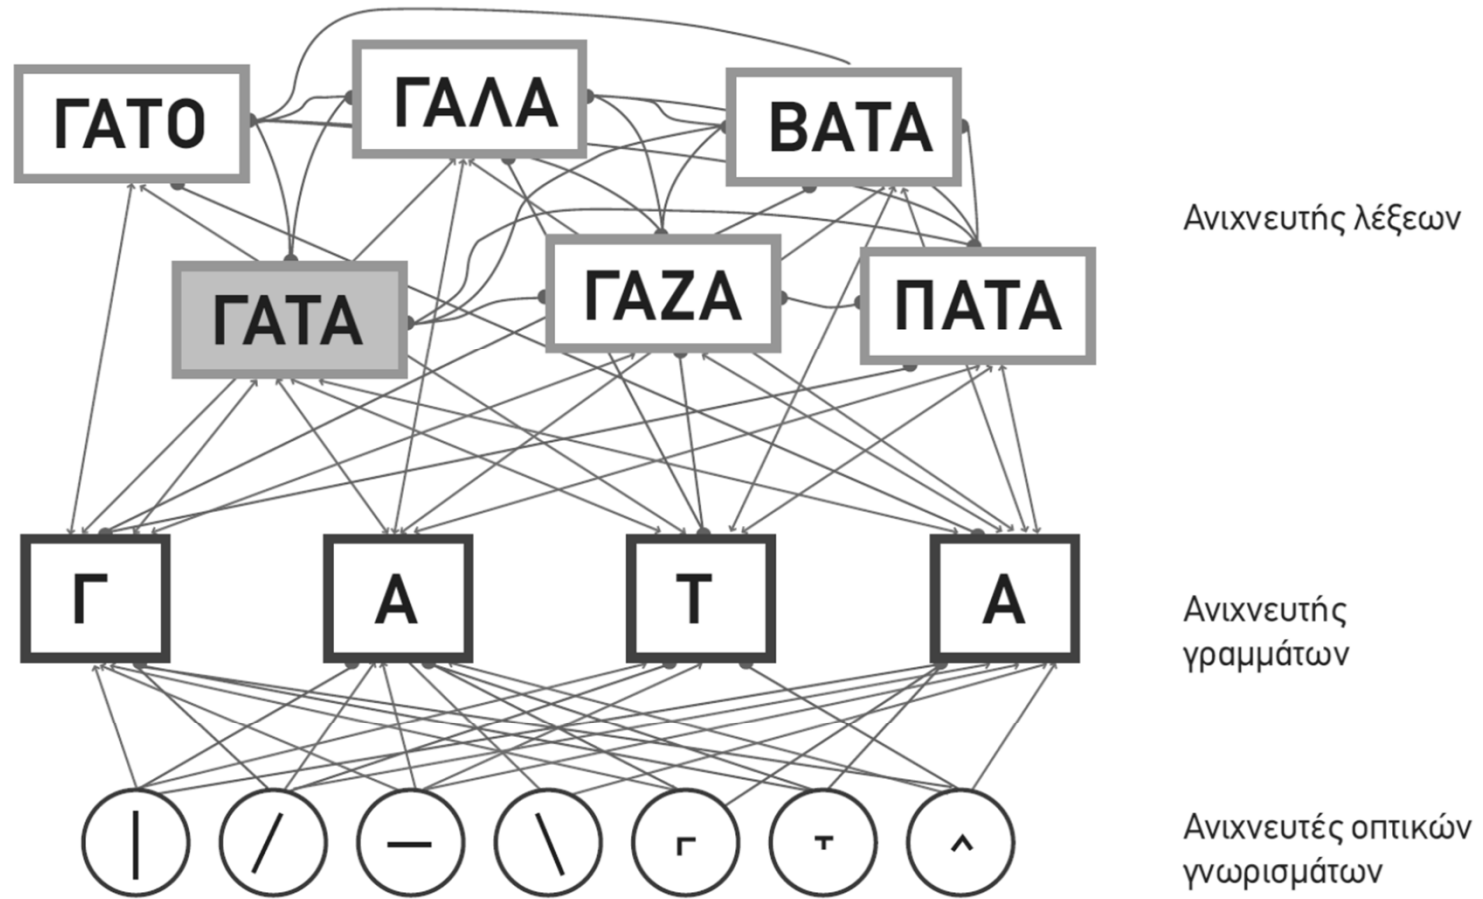 ΓΑΤΟ
ΓΑΛΑ
ΒΑΤΑ
Ανιχνευτής λέξεων
ΓΑΤΑ
ΓΑΖΑ
ΠΑΤΑ
Γ
Α
Τ
Α
Ανιχνευτής
γραμμάτων
Ανιχνευτές οπτικών
γνωρισμάτων